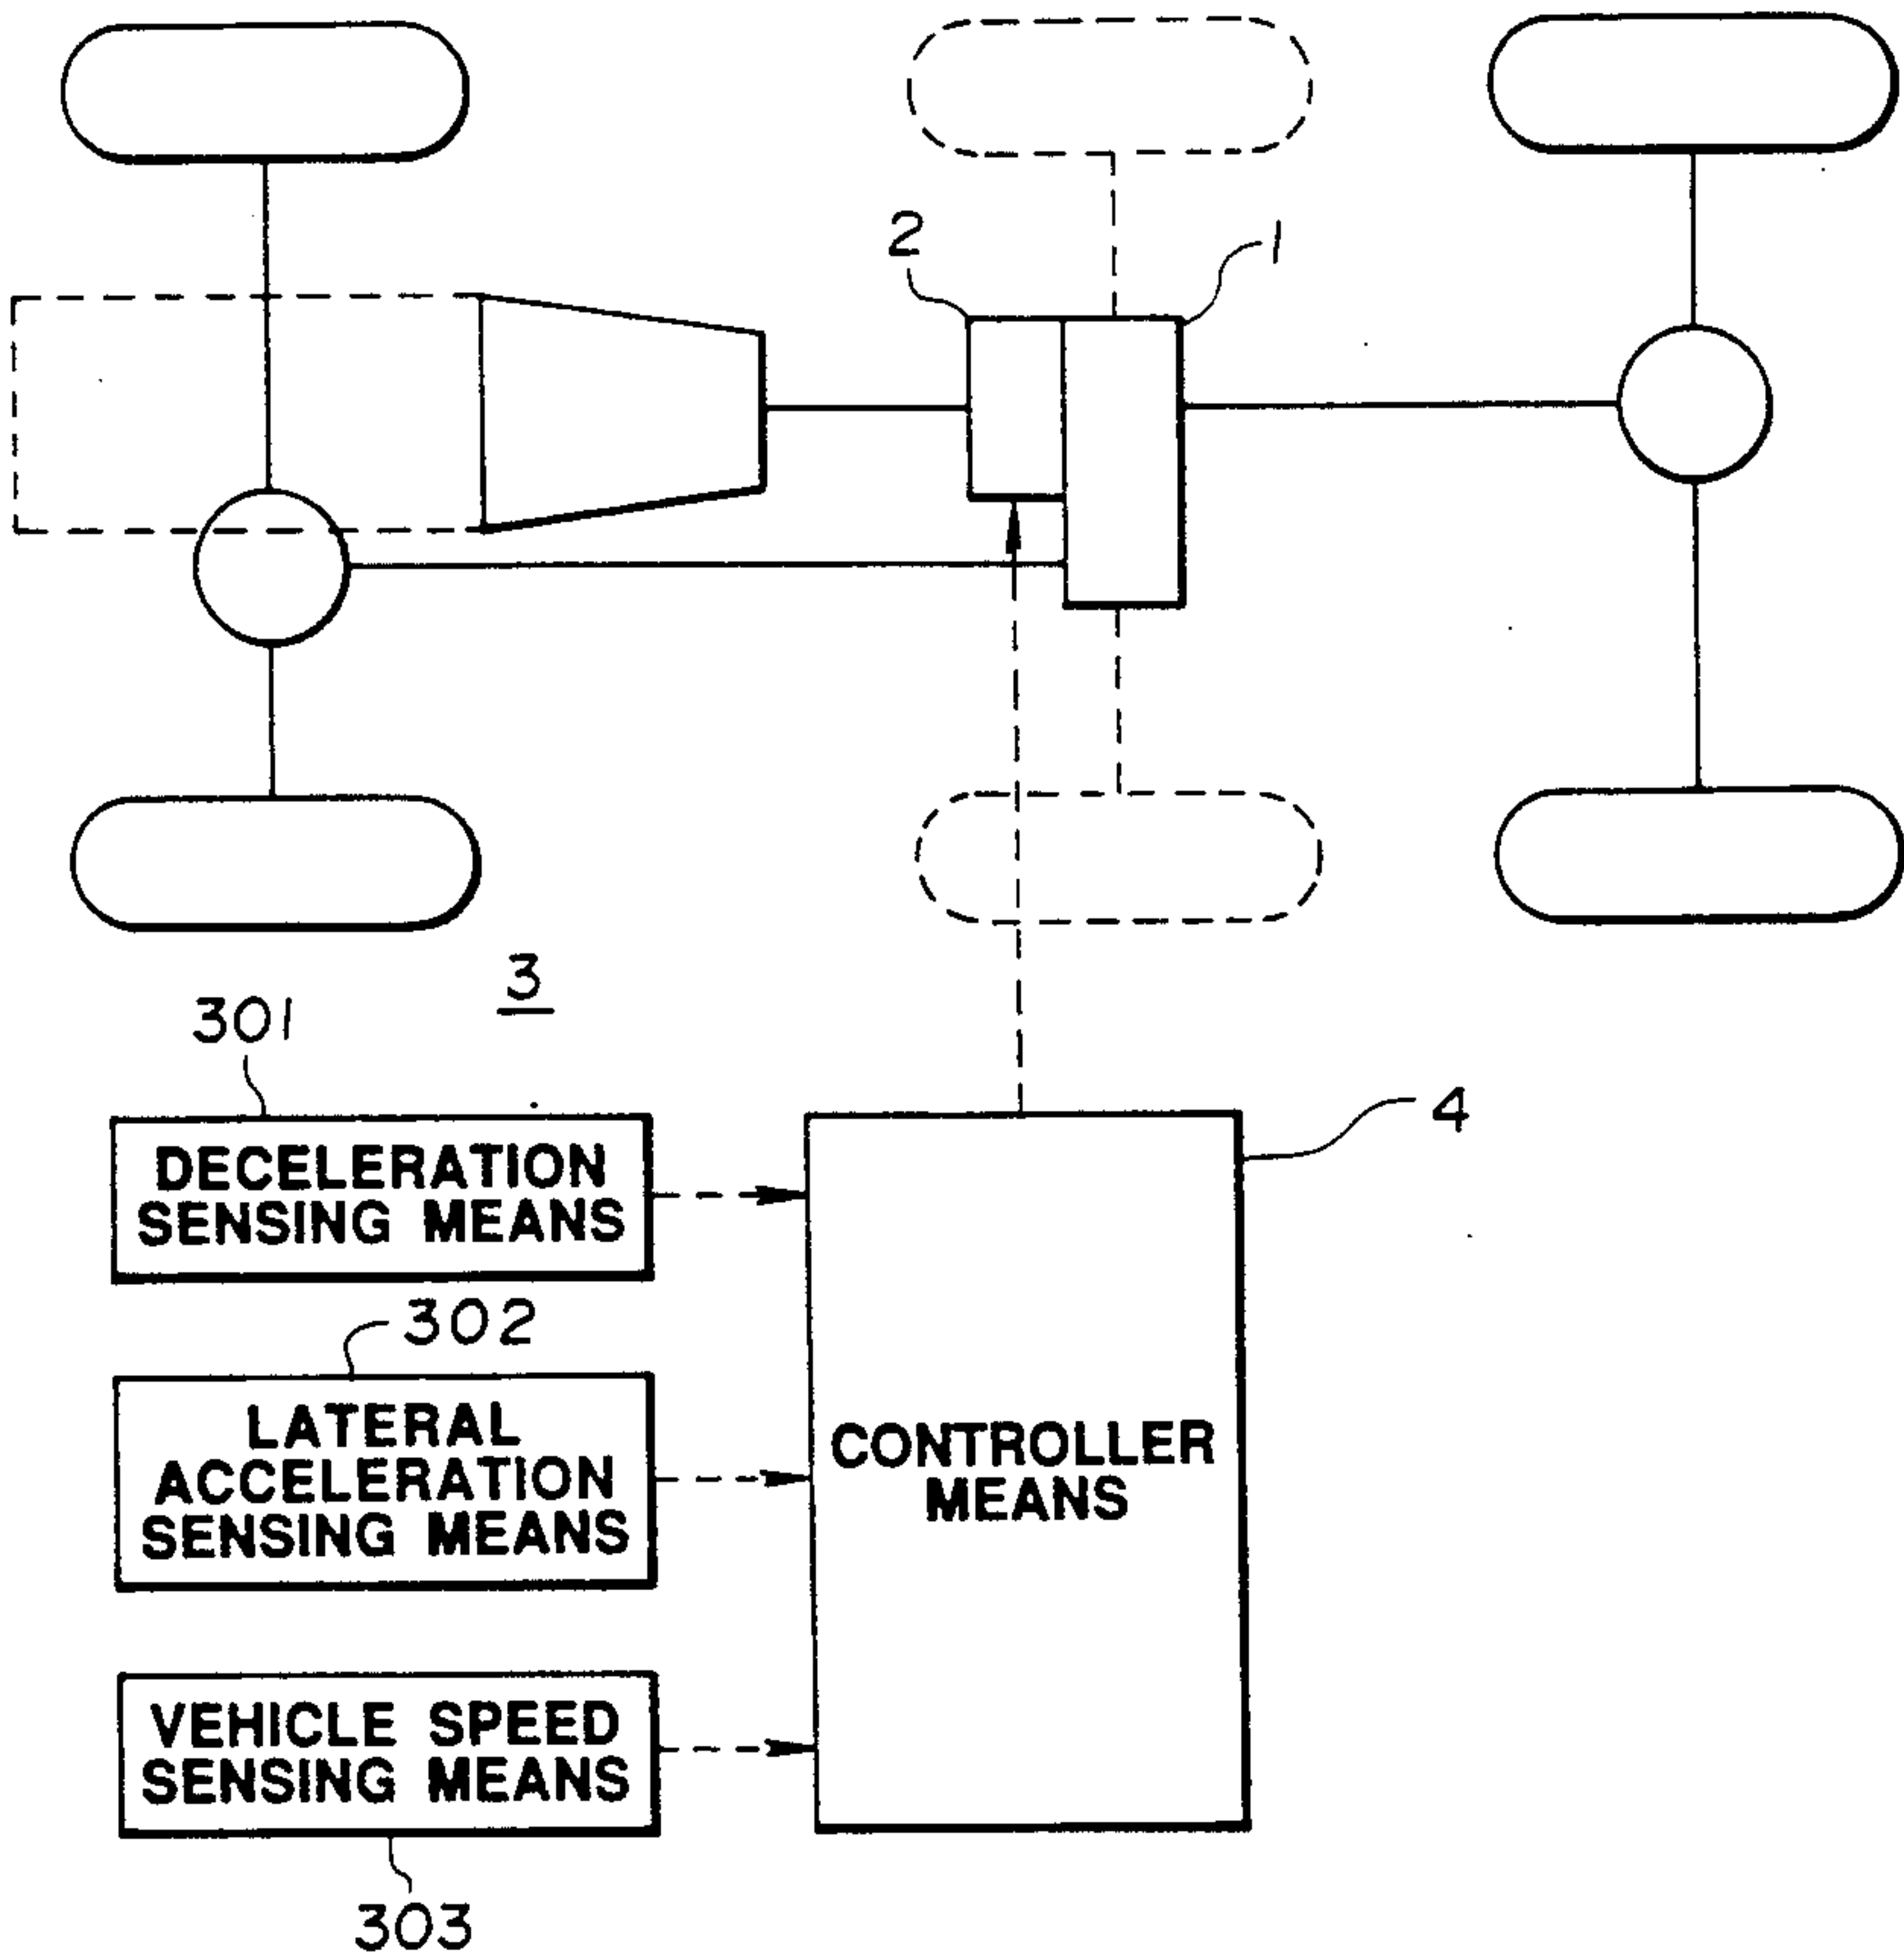 2
1
3
301
4
DECELERATION
SENSING MEANS
302
LATERAL
ACCELERATION
SENSING MEANS
CONTROLLER
MEANS
VEHICLE SPEED
SENSING MEANS
303